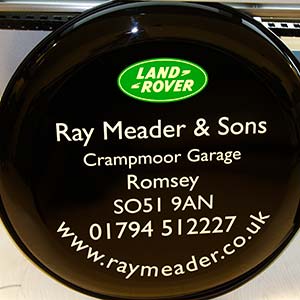 LAND
ROVER
Ray Meader & Sons
Crampmoor Garage
Romsey
SO51 9AN
01794 512227
www.raymeader.co.uk